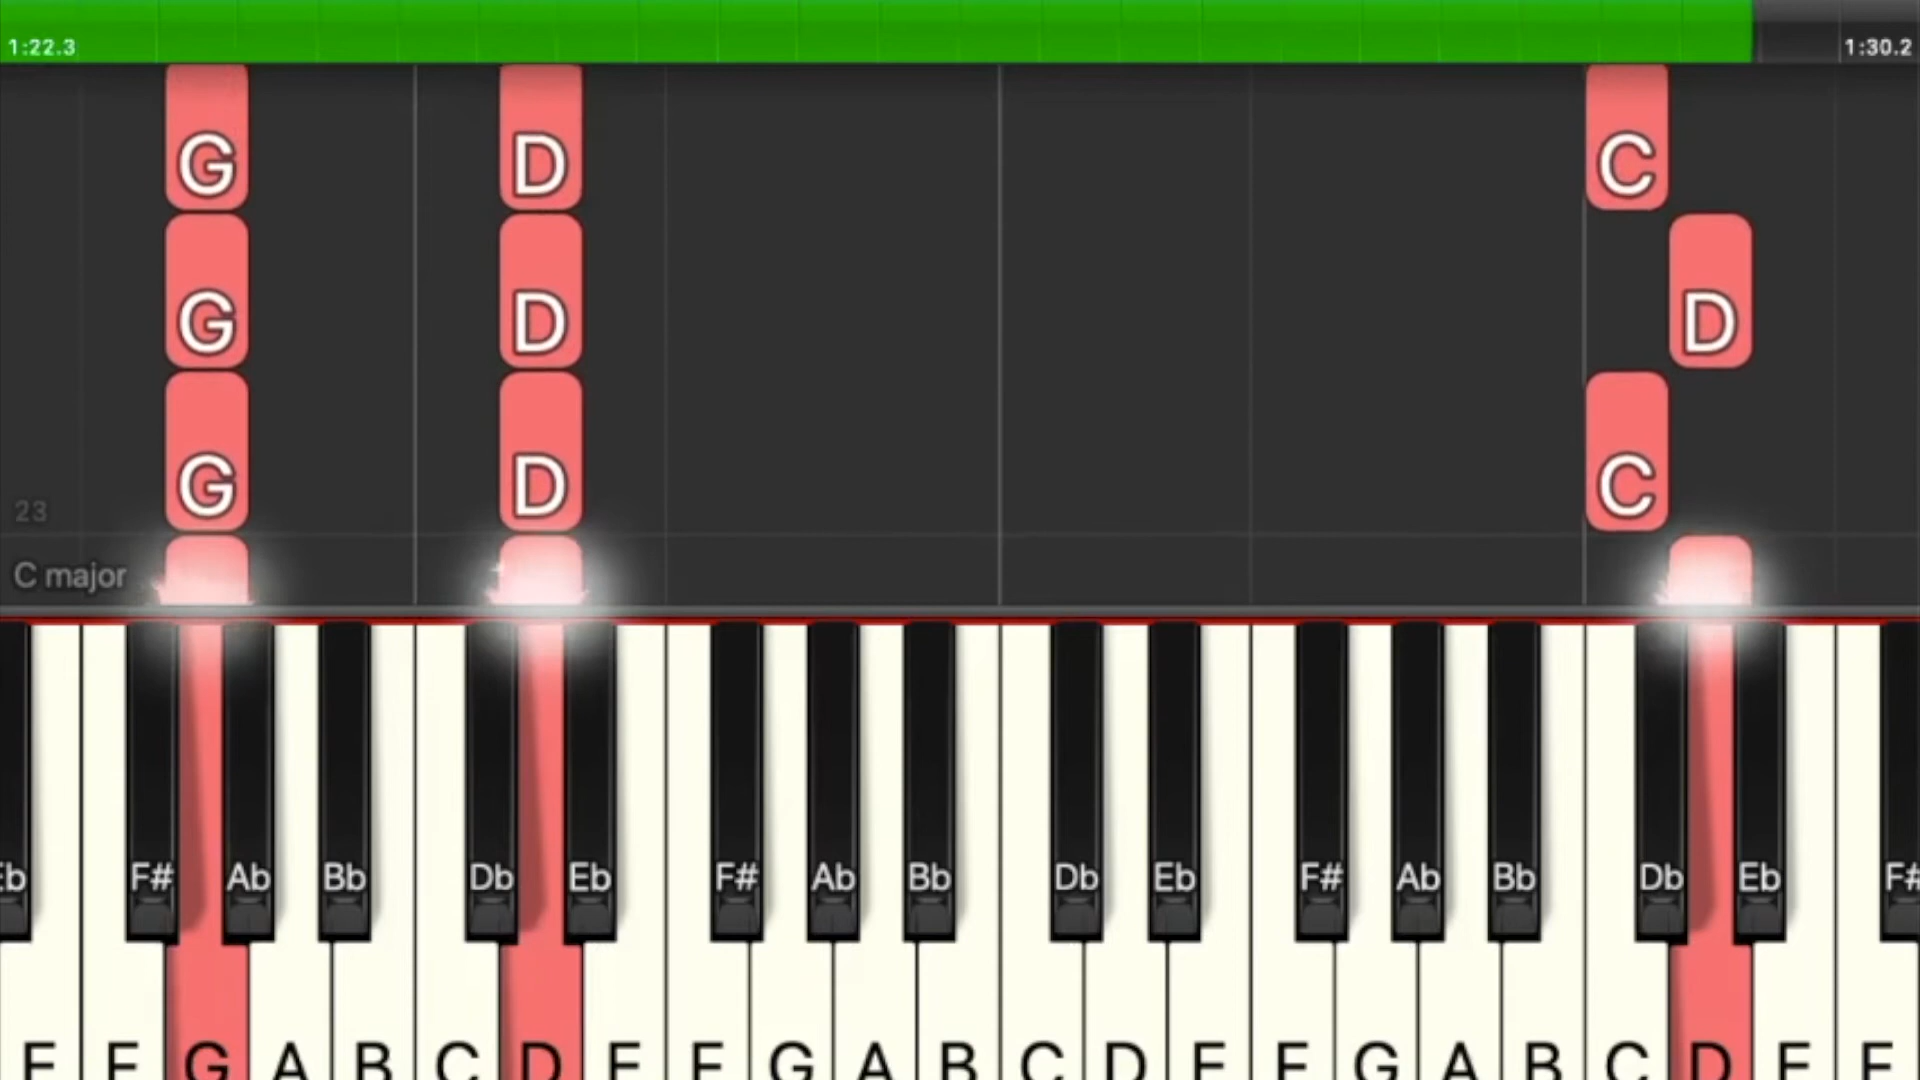 1:22.3 1:30.2
G D C
G D D
G D C
23
C major
Eb F# Ab Bb Db Eb F# Ab Bb Db Eb F# Ab Bb Db Eb F#
E F G A B C D E F G A B C D E F G A B C D E F